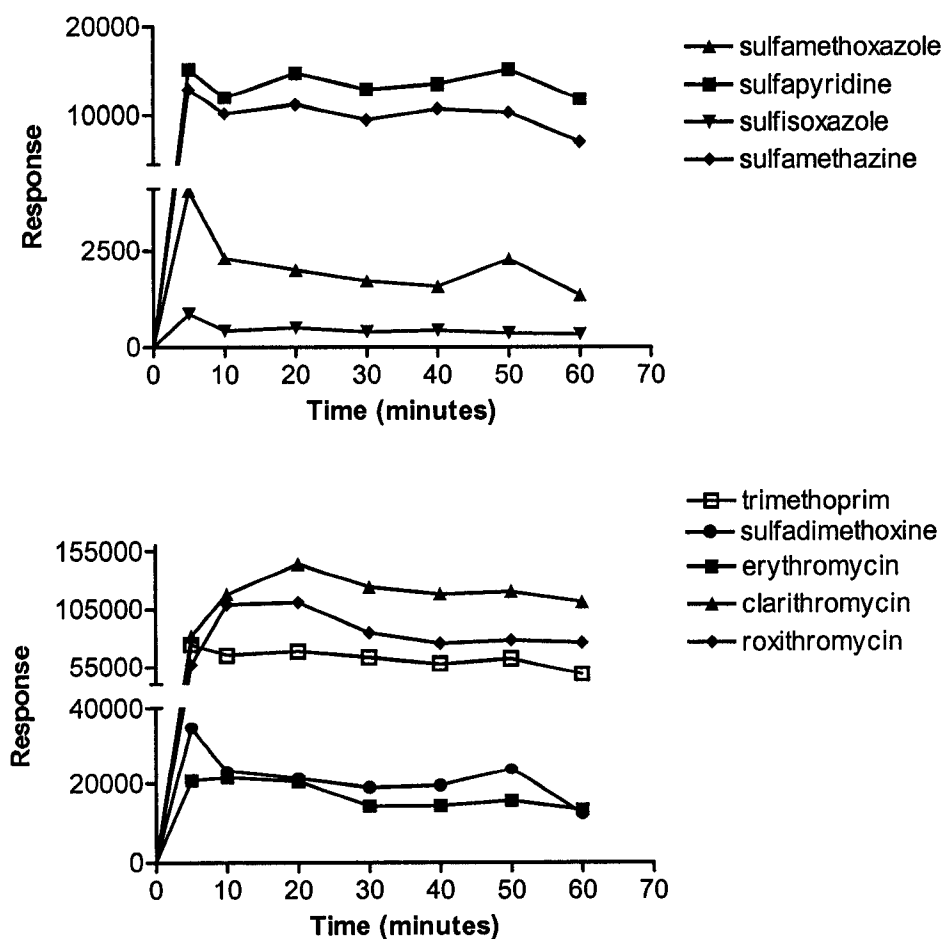 20000
10000
2500
0
Response
0 10 20 30 40 50 60 70
Time (minutes)
sulfamethoxazole
sulfapyridine
sulfisoxazole
sulfamethazine
155000
105000
55000
40000
20000
0
Response
0 10 20 30 40 50 60 70
Time (minutes)
trimethoprim
sulfadimethoxine
erythromycin
clarithromycin
roxithromycin